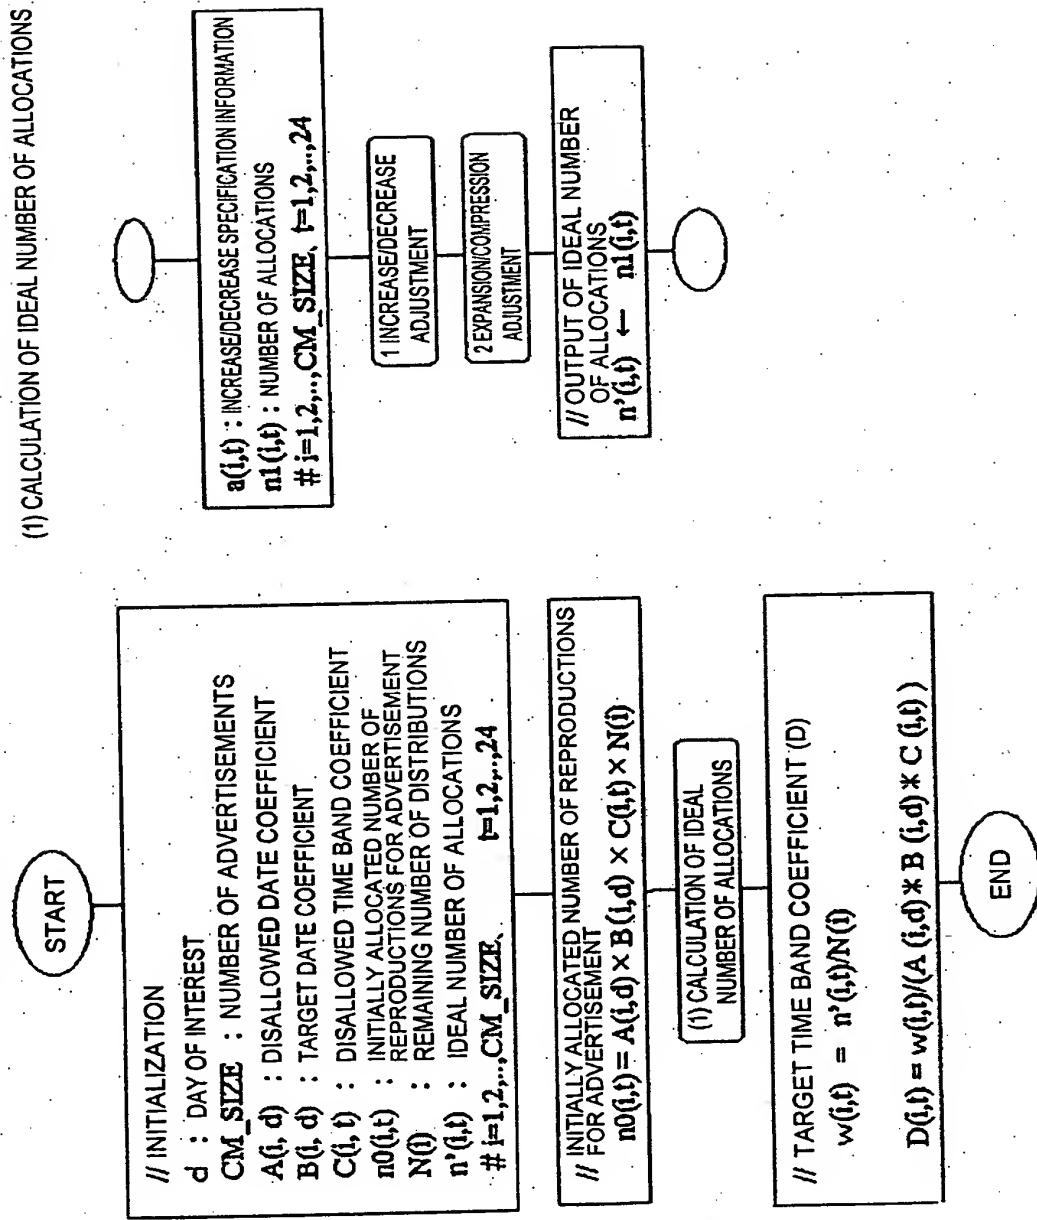 START
// INITIALIZATION
d : DAY OF INTEREST
CM_SIZE : NUMBER OF ADVERTISEMENTS
A(i, d) : DISALLOWED DATE COEFFICIENT
B(i, d) : TARGET DATE COEFFICIENT
C(i, t) : DISALLOWED TIME BAND COEFFICIENT
n0(i,t) : INITIALLY ALLOCATED NUMBER OF
REPRODUCTIONS FOR ADVERTISEMENT
N(i) : REMAINING NUMBER OF DISTRIBUTIONS
n'(i,t) : IDEAL NUMBER OF ALLOCATIONS
# i=1,2,..,CM_SIZE、 t=1,2,..,24
// INITIALLY ALLOCATED NUMBER OF REPRODUCTIONS
FOR ADVERTISEMENT
n0(i,t) = A(i,d) × B(i,d) × C(i,t) × N(i)
(1) CALCULATION OF IDEAL
NUMBER OF ALLOCATIONS
// TARGET TIME BAND COEFFICIENT (D)
w(i,t) = n'(i,t)/N(i)
D(i,t) = w(i,t)/(A (i,d)* B (i,d) * C (i,t) )
END
(1) CALCULATION OF IDEAL NUMBER OF ALLOCATIONS
a(i,t) : INCREASE/DECREASE SPECIFICATION INFORMATION
n1(i,t) : NUMBER OF ALLOCATIONS
# i=1,2,..,CM_SIZE、 t=1,2,..,24
1 INCREASE/DECREASE
ADJUSTMENT
2 EXPANSION/COMPRESSION
ADJUSTMENT
// OUTPUT OF IDEAL NUMBER
OF ALLOCATIONS
n'(i,t) ← n1(i,t)